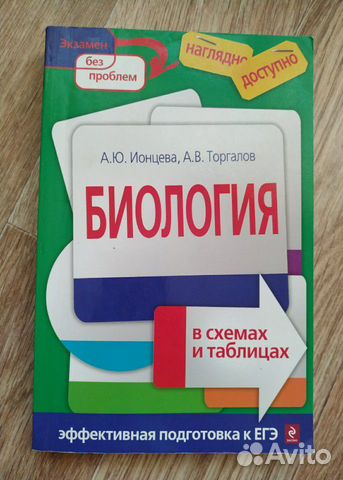 Экзамен
без
проблем
наглядно
доступно
А.Ю. Ионцева, А.В. Торгалов
БИОЛОГИЯ
в схемах
и таблицах
эффективная подготовка к ЕГЭ
Avito